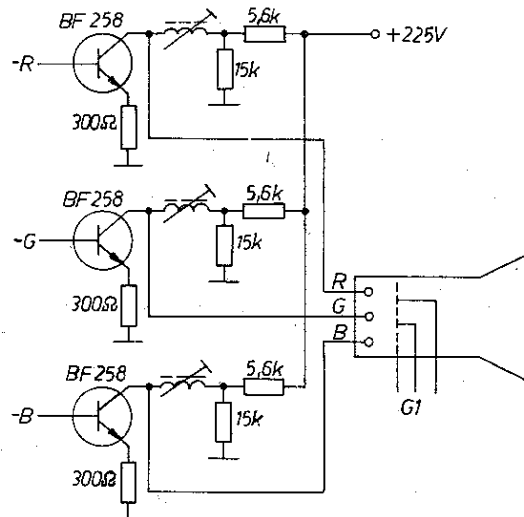 BF 258
5,6k
+225V
-R
15k
300Ω
BF 258
5,6k
-G
15k
300Ω
R
G
B
BF 258
5,6k
-B
15k
300Ω
G1